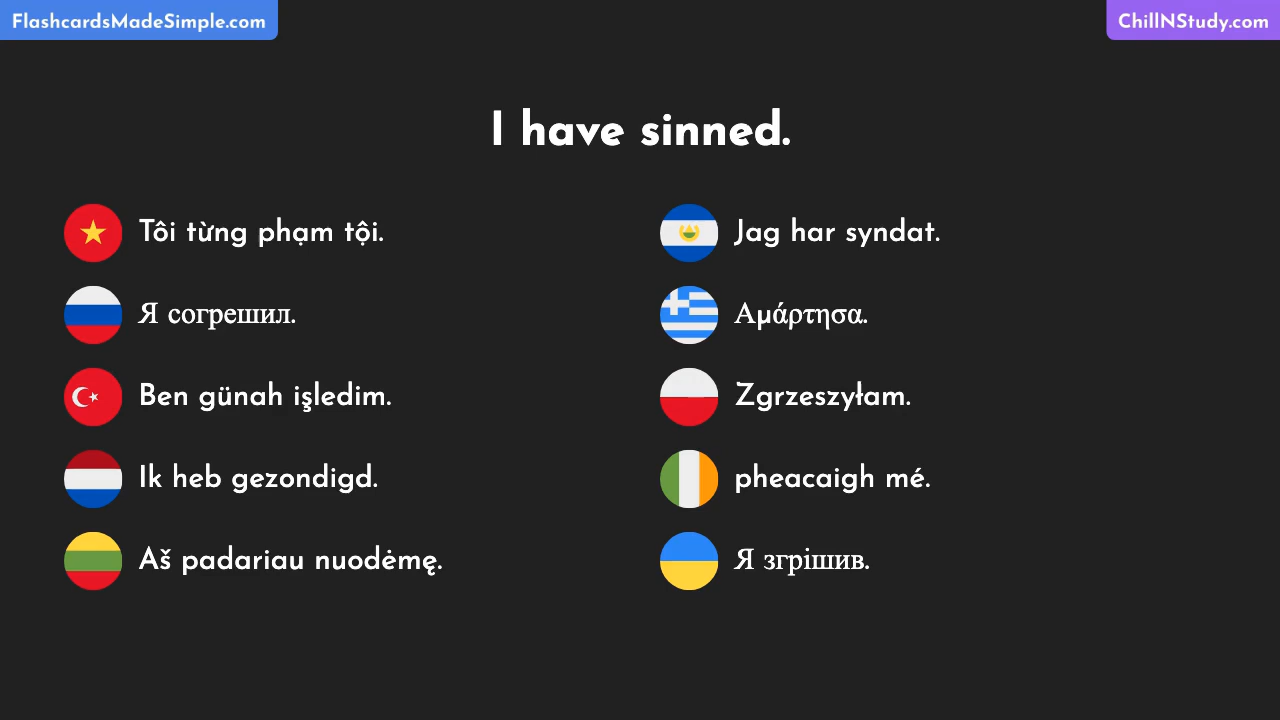 FlashcardsMadeSimple.com
ChillNStudy.com
I have sinned.
Tôi từng phạm tội.
Я согрешил.
Ben günah işledim.
Ik heb gezondigd.
Aš padariau nuodėmę.
Jag har syndat.
Αμάρτησα.
Zgrzeszyłam.
pheacaigh mé.
Я згрішив.